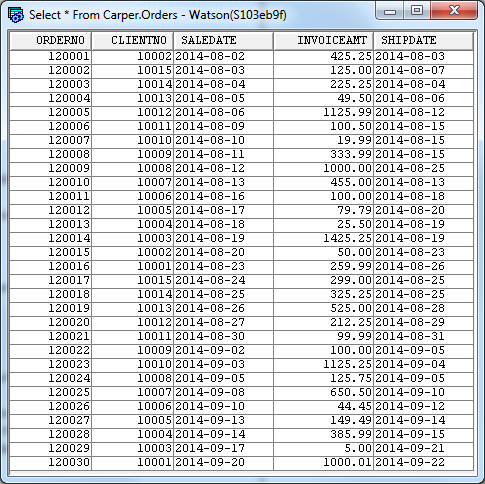 Select * From Carper.Orders - Watson(S103eb9f)
ORDERNO CLIENTNO SALEDATE INVOICEAMT SHIPDATE
120001 10002 2014-08-02 425.25 2014-08-03
120002 10015 2014-08-03 125.00 2014-08-07
120003 10014 2014-08-04 225.25 2014-08-04
120004 10013 2014-08-05 49.50 2014-08-06
120005 10012 2014-08-06 1125.99 2014-08-12
120006 10011 2014-08-09 100.50 2014-08-15
120007 10010 2014-08-10 19.99 2014-08-15
120008 10009 2014-08-11 333.99 2014-08-15
120009 10008 2014-08-12 1000.00 2014-08-25
120010 10007 2014-08-13 455.00 2014-08-13
120011 10006 2014-08-16 100.00 2014-08-18
120012 10005 2014-08-17 79.79 2014-08-20
120013 10004 2014-08-18 25.50 2014-08-19
120014 10003 2014-08-19 1425.25 2014-08-19
120015 10002 2014-08-20 50.00 2014-08-23
120016 10001 2014-08-23 259.99 2014-08-26
120017 10015 2014-08-24 299.00 2014-08-25
120018 10014 2014-08-25 325.25 2014-08-25
120019 10013 2014-08-26 525.00 2014-08-28
120020 10012 2014-08-27 212.25 2014-08-29
120021 10011 2014-08-30 99.99 2014-08-31
120022 10009 2014-09-02 100.00 2014-09-05
120023 10010 2014-09-03 1125.25 2014-09-04
120024 10008 2014-09-05 125.75 2014-09-05
120025 10007 2014-09-08 650.50 2014-09-10
120026 10006 2014-09-10 44.45 2014-09-12
120027 10005 2014-09-13 149.49 2014-09-14
120028 10004 2014-09-14 385.99 2014-09-15
120029 10003 2014-09-17 5.00 2014-09-21
120030 10001 2014-09-20 1000.01 2014-09-22